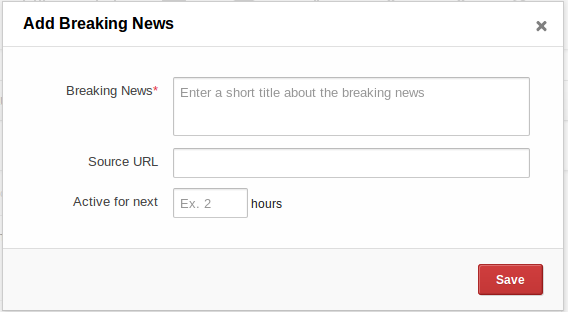 Add Breaking News
×
Breaking News*
Enter a short title about the breaking news
Source URL
Active for next
Ex. 2
hours
Save